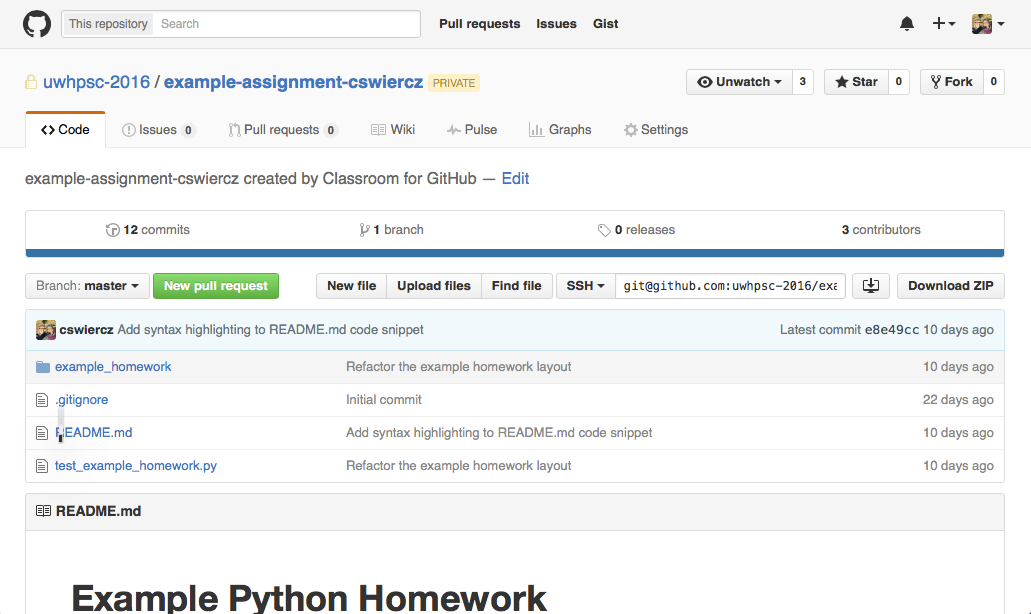 This repository Search Pull requests Issues Gist
uwhpsc-2016 / example-assignment-cswiercz PRIVATE Unwatch 3 Star 0 Fork 0
Code Issues 0 Pull requests 0 Wiki Pulse Graphs Settings
example-assignment-cswiercz created by Classroom for GitHub — Edit
12 commits 1 branch 0 releases 3 contributors
Branch: master New pull request New file Upload files Find file SSH git@github.com:uwhpsc-2016/exa Download ZIP
cswiercz Add syntax highlighting to README.md code snippet Latest commit e8e49cc 10 days ago
example_homework Refactor the example homework layout 10 days ago
.gitignore Initial commit 22 days ago
README.md Add syntax highlighting to README.md code snippet 10 days ago
test_example_homework.py Refactor the example homework layout 10 days ago
README.md
Example Python Homework